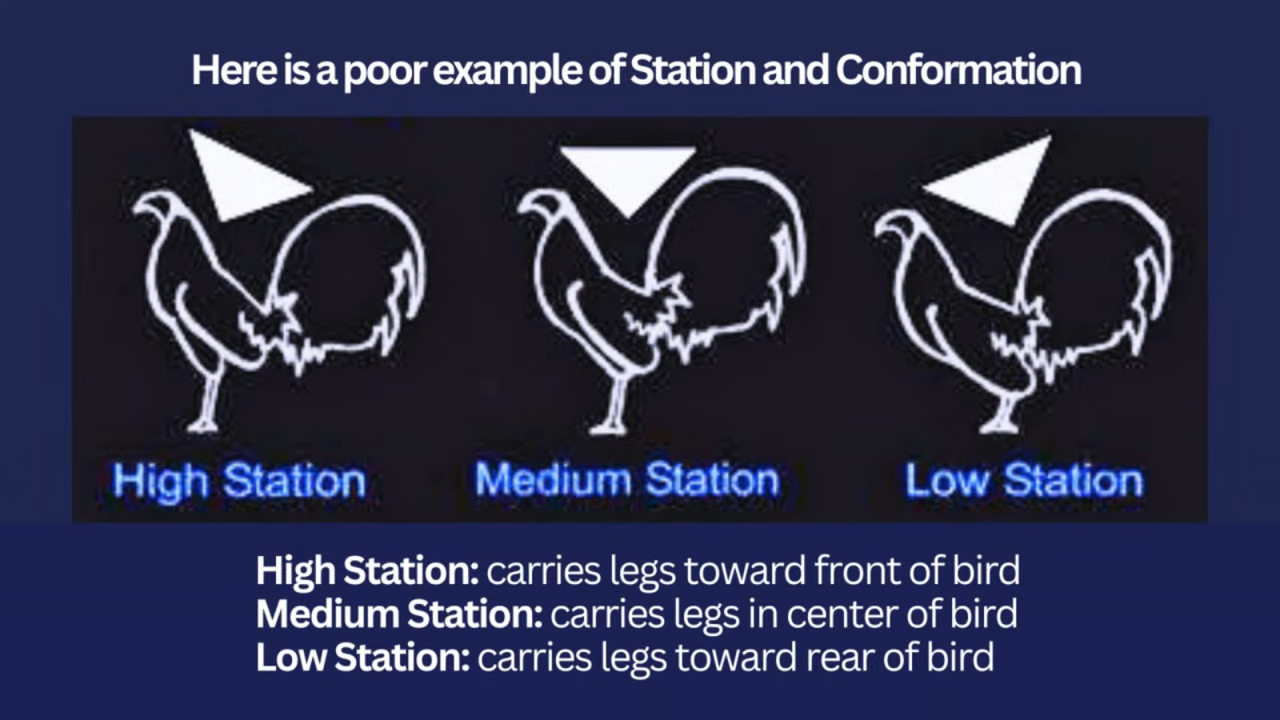 Here is a poor example of Station and Conformation
High Station
Medium Station
Low Station
High Station: carries legs toward front of bird
Medium Station: carries legs in center of bird
Low Station: carries legs toward rear of bird